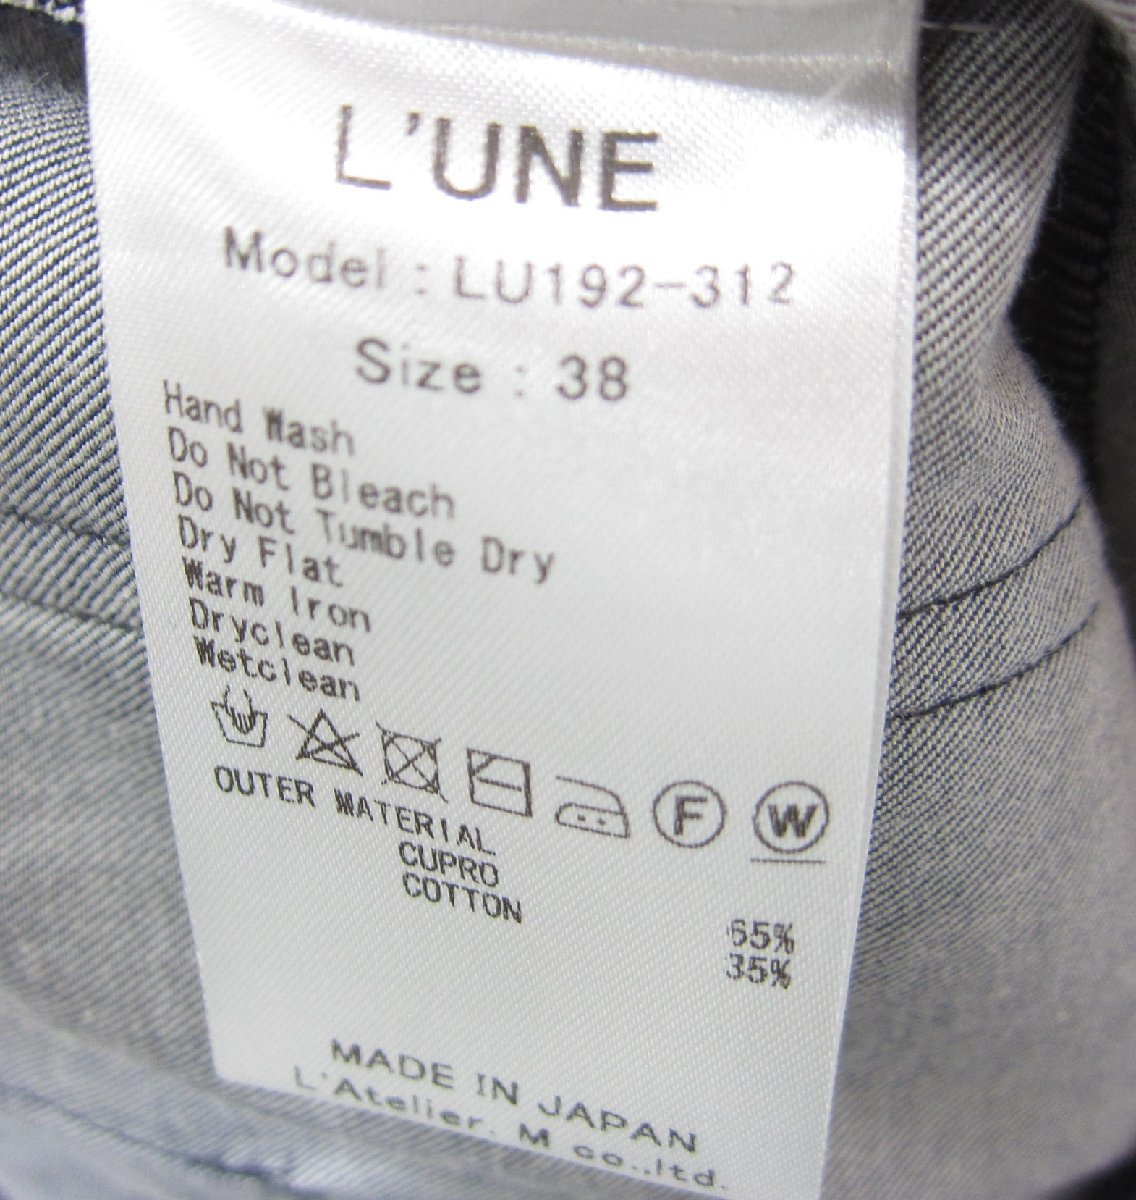 L'UNE
Model : LU192-312
Size : 38
Hand Wash
Do Not Bleach
Do Not Tumble Dry
Dry Flat
Warm Iron
Dryclean
Wetclean
F W
OUTER MATERIAL
CUPRO 65%
COTTON 35%
MADE IN JAPAN
L'Atelier. M co.,ltd.